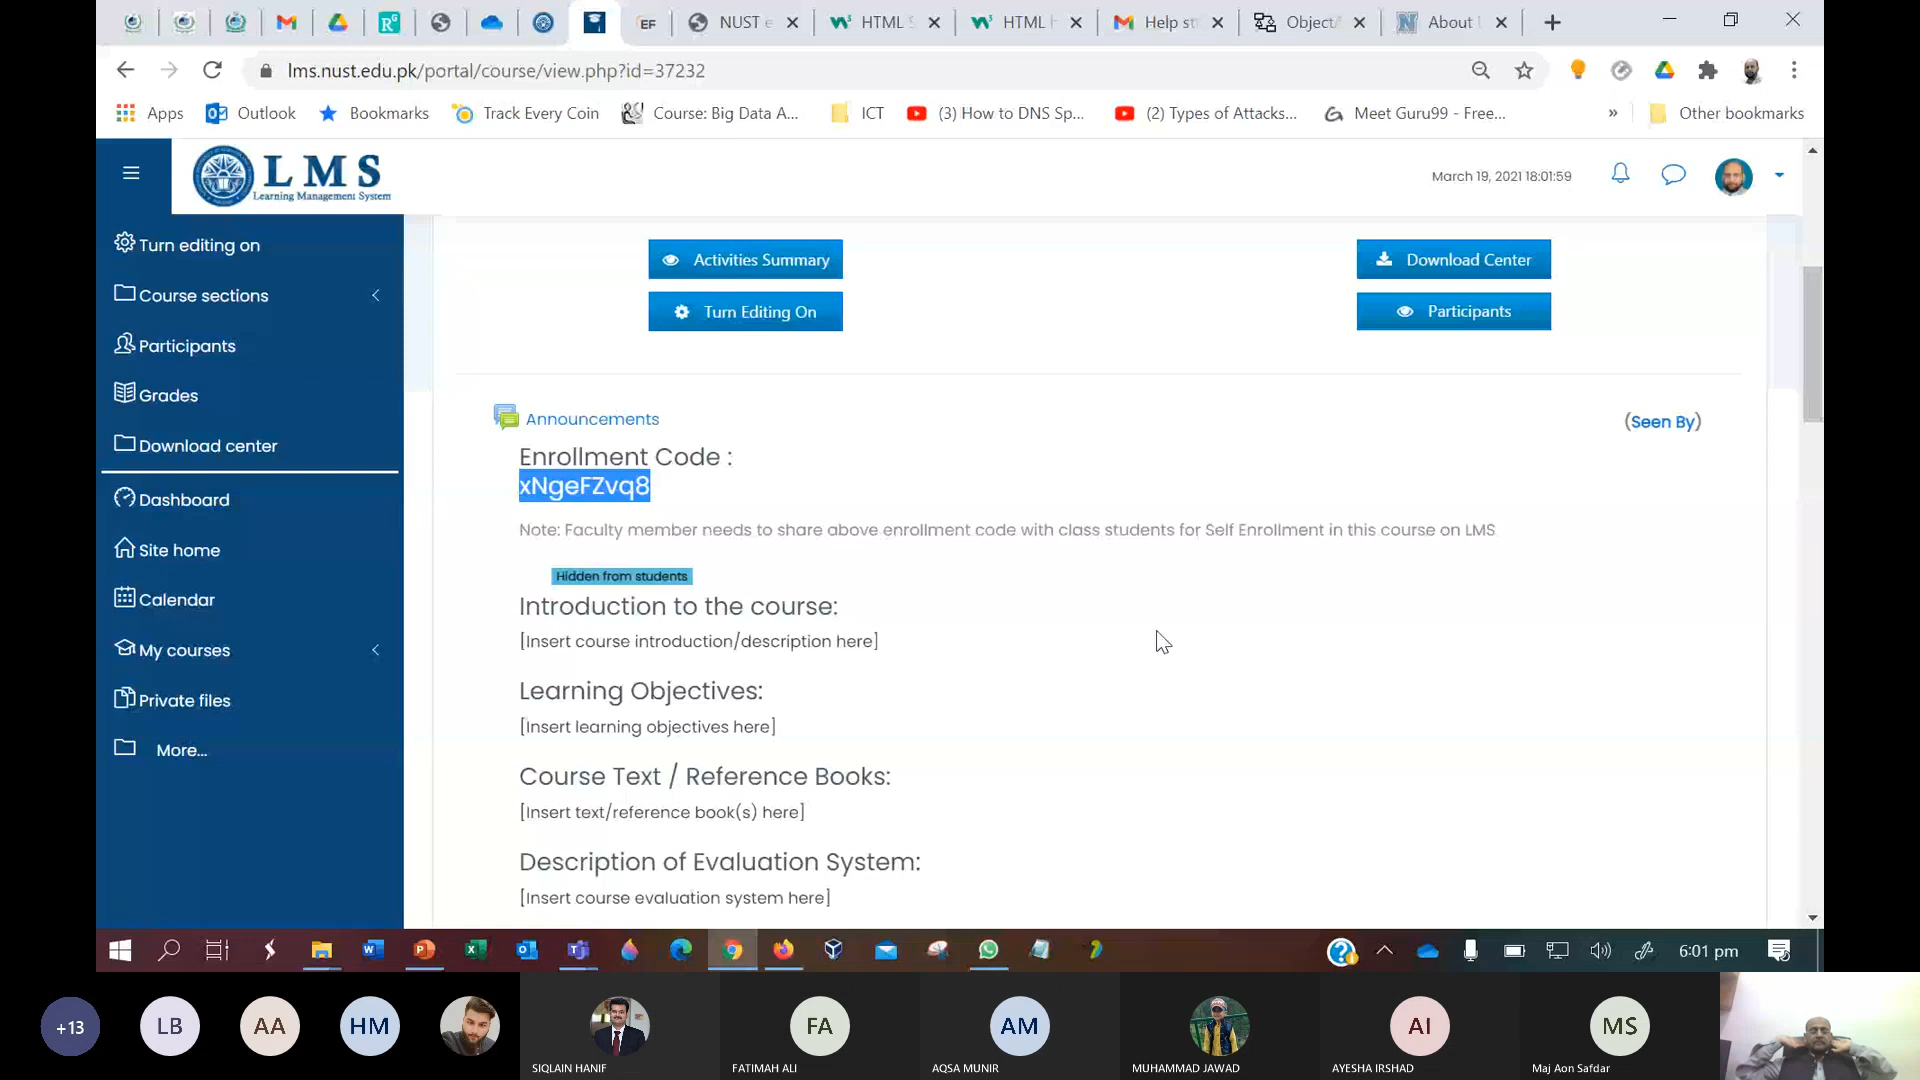 EF
NUST e
HTML S
HTML F
Help st
Object/
About
lms.nust.edu.pk/portal/course/view.php?id=37232
Apps
Outlook
Bookmarks
Track Every Coin
Course: Big Data A...
ICT
(3) How to DNS Sp...
(2) Types of Attacks...
Meet Guru99 - Free...
»
Other bookmarks
LMS
Learning Management System
March 19, 2021 18:01:59
Turn editing on
Course sections
Participants
Grades
Download center
Dashboard
Site home
Calendar
My courses
Private files
More...
Activities Summary
Download Center
Turn Editing On
Participants
Announcements
(Seen By)
Enrollment Code :
xNgeFZvq8
Note: Faculty member needs to share above enrollment code with class students for Self Enrollment in this course on LMS
Hidden from students
Introduction to the course:
[Insert course introduction/description here]
Learning Objectives:
[Insert learning objectives here]
Course Text / Reference Books:
[Insert text/reference book(s) here]
Description of Evaluation System:
[Insert course evaluation system here]
6:01 pm
+13
LB
AA
HM
SIQLAIN HANIF
FA
FATIMAH ALI
AM
AQSA MUNIR
MUHAMMAD JAWAD
AI
AYESHA IRSHAD
MS
Maj Aon Safdar